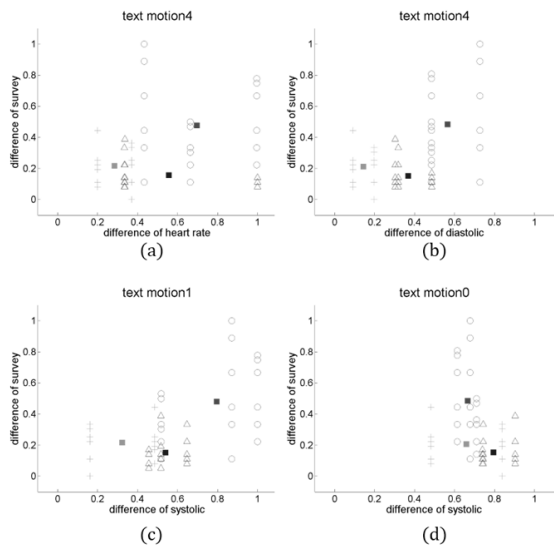 text motion4
1
0.8
0.6
0.4
0.2
0
difference of survey
0 0.2 0.4 0.6 0.8 1
difference of heart rate
(a)
text motion4
1
0.8
0.6
0.4
0.2
0
difference of survey
0 0.2 0.4 0.6 0.8 1
difference of diastolic
(b)
text motion1
1
0.8
0.6
0.4
0.2
0
difference of survey
0 0.2 0.4 0.6 0.8 1
difference of systolic
(c)
text motion0
1
0.8
0.6
0.4
0.2
0
difference of survey
0 0.2 0.4 0.6 0.8 1
difference of systolic
(d)